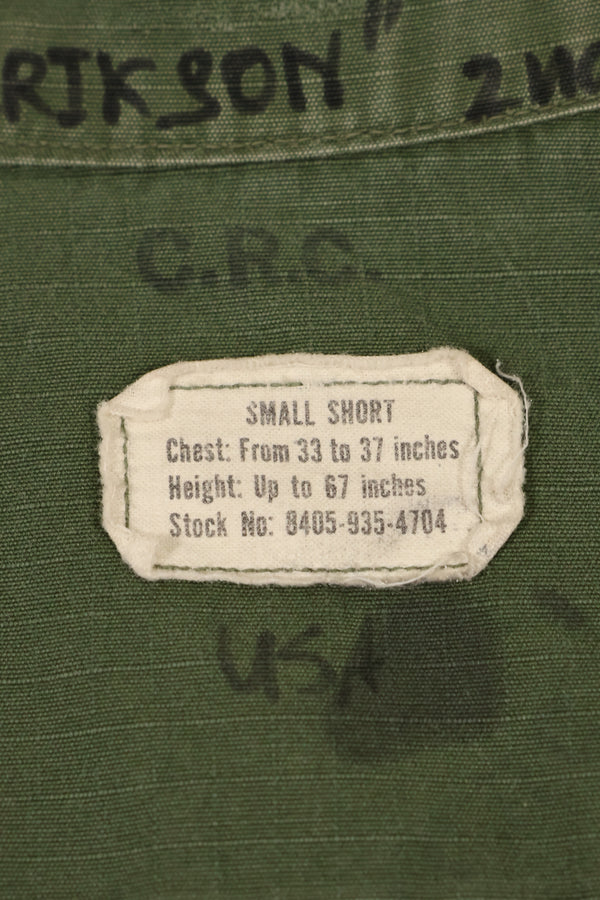 RIKSON" 2ND
C.R.C.
SMALL SHORT
Chest: From 33 to 37 inches
Height: Up to 67 inches
Stock No: 8405-935-4704
USA